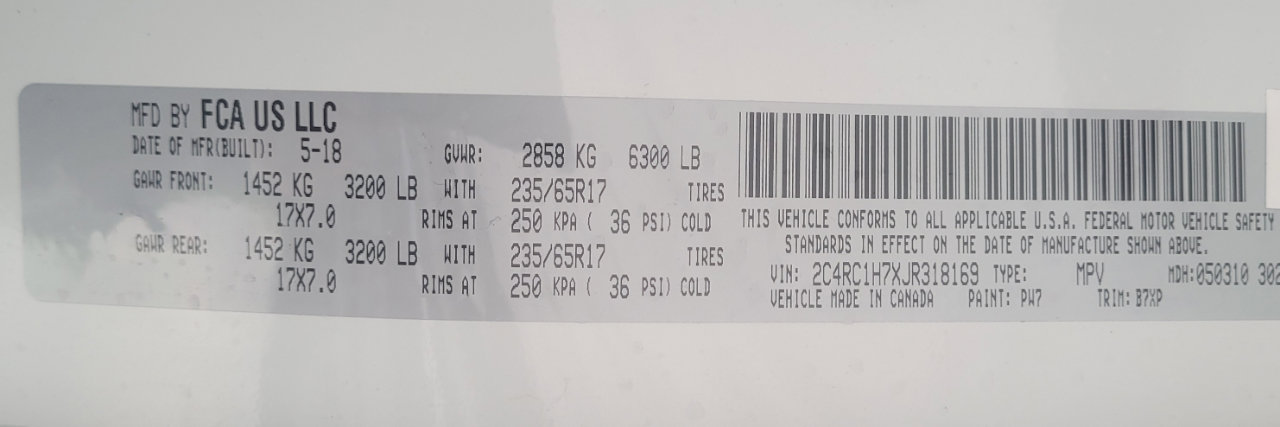 MFD BY FCA US LLC
DATE OF MFR(BUILT): 5-18 GVWR: 2858 KG 6300 LB
GAWR FRONT: 1452 KG 3200 LB WITH 235/65R17 TIRES
17X7.0 RIMS AT 250 KPA ( 36 PSI) COLD
GAWR REAR: 1452 KG 3200 LB WITH 235/65R17 TIRES
17X7.0 RIMS AT 250 KPA ( 36 PSI) COLD
THIS VEHICLE CONFORMS TO ALL APPLICABLE U.S.A. FEDERAL MOTOR VEHICLE SAFETY
STANDARDS IN EFFECT ON THE DATE OF MANUFACTURE SHOWN ABOVE.
VIN: 2C4RC1H7XJR318169 TYPE: MPV MDH:050310 302
VEHICLE MADE IN CANADA PAINT: PW7 TRIM: B7XP